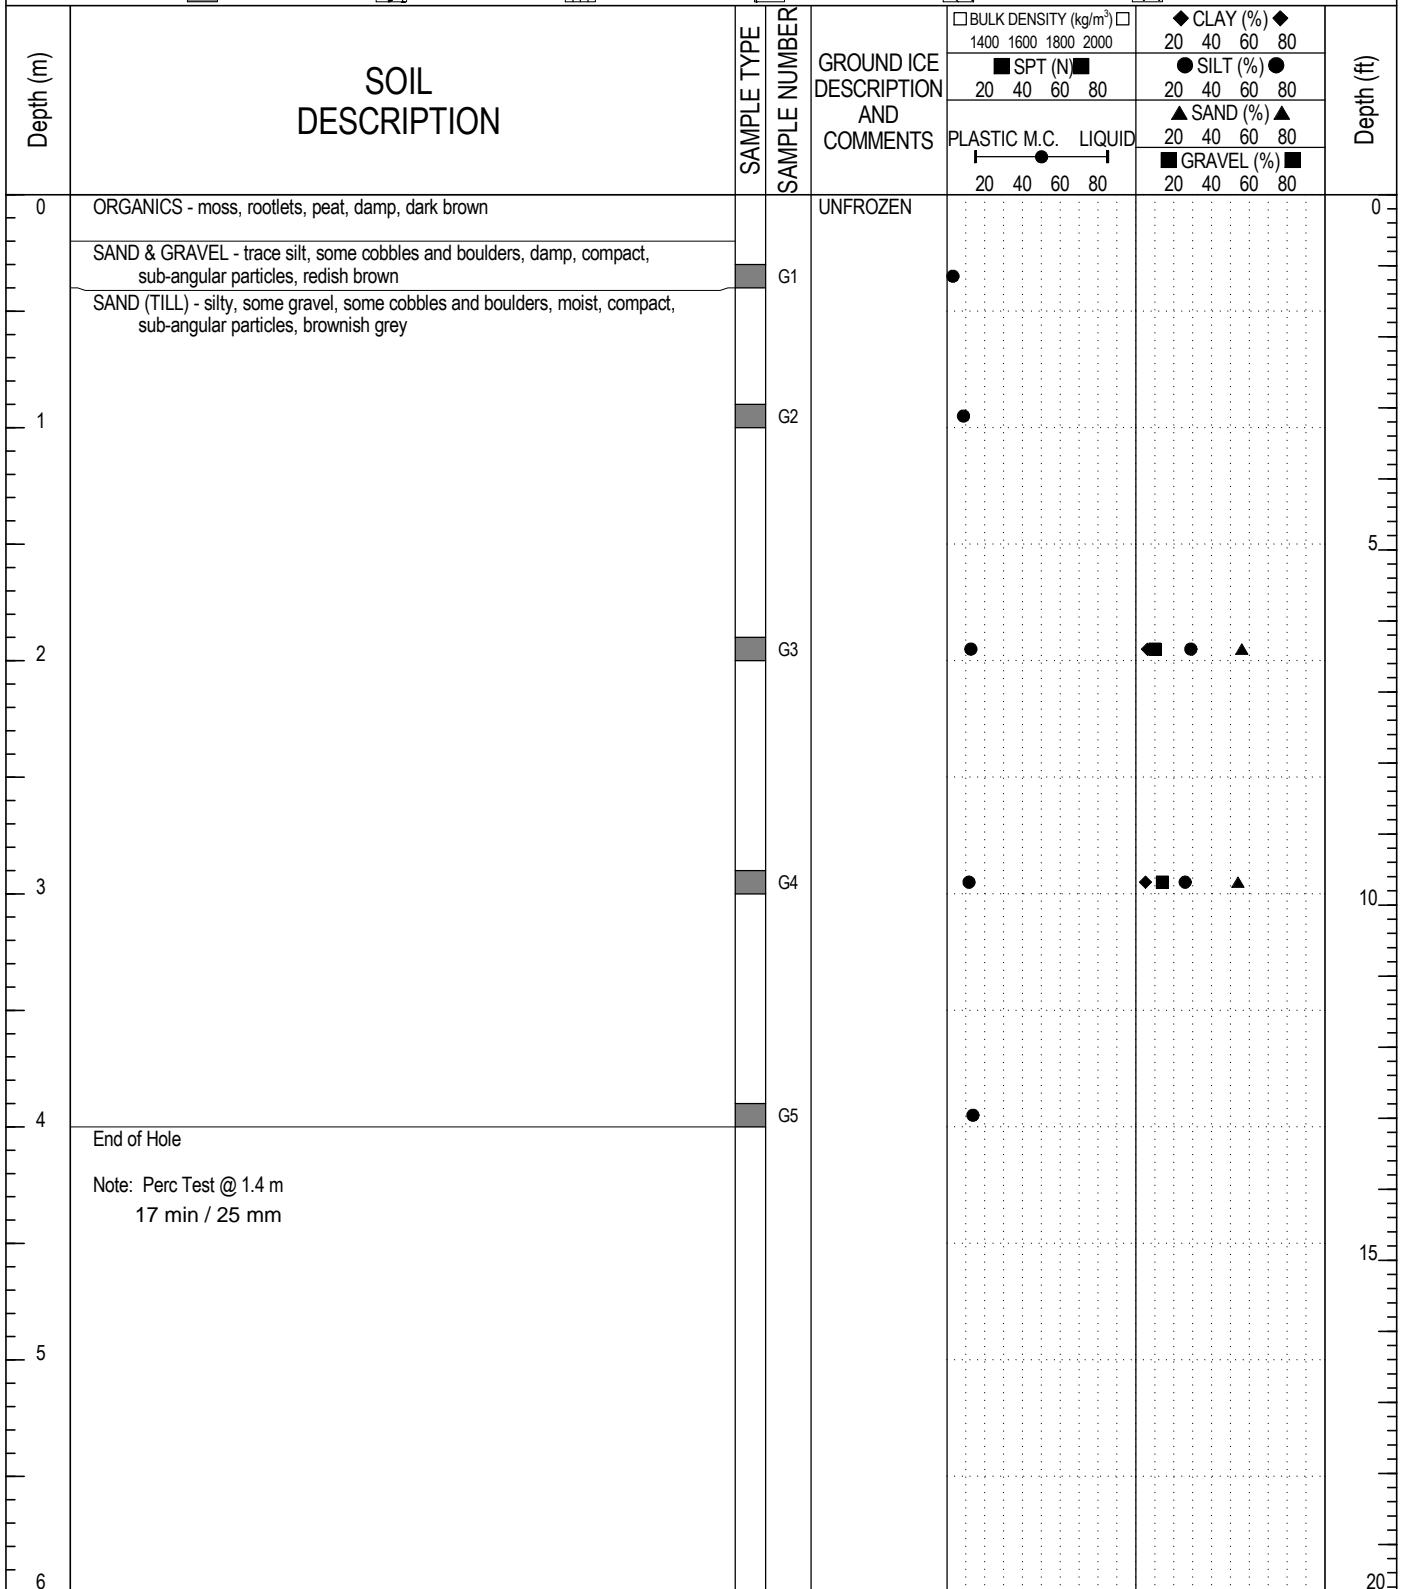 Depth (m)
SOIL
DESCRIPTION
SAMPLE TYPE
SAMPLE NUMBER
GROUND ICE
DESCRIPTION
AND
COMMENTS
BULK DENSITY (kg/m³)
1400 1600 1800 2000
SPT (N)
20 40 60 80
PLASTIC M.C. LIQUID
20 40 60 80
CLAY (%)
20 40 60 80
SILT (%)
20 40 60 80
SAND (%)
20 40 60 80
GRAVEL (%)
20 40 60 80
Depth (ft)
0 ORGANICS - moss, rootlets, peat, damp, dark brown UNFROZEN 0
SAND & GRAVEL - trace silt, some cobbles and boulders, damp, compact,
sub-angular particles, redish brown G1
SAND (TILL) - silty, some gravel, some cobbles and boulders, moist, compact,
sub-angular particles, brownish grey
1 G2
5
2 G3
3 G4
10
4 G5
End of Hole
Note: Perc Test @ 1.4 m
17 min / 25 mm
15
5
6 20